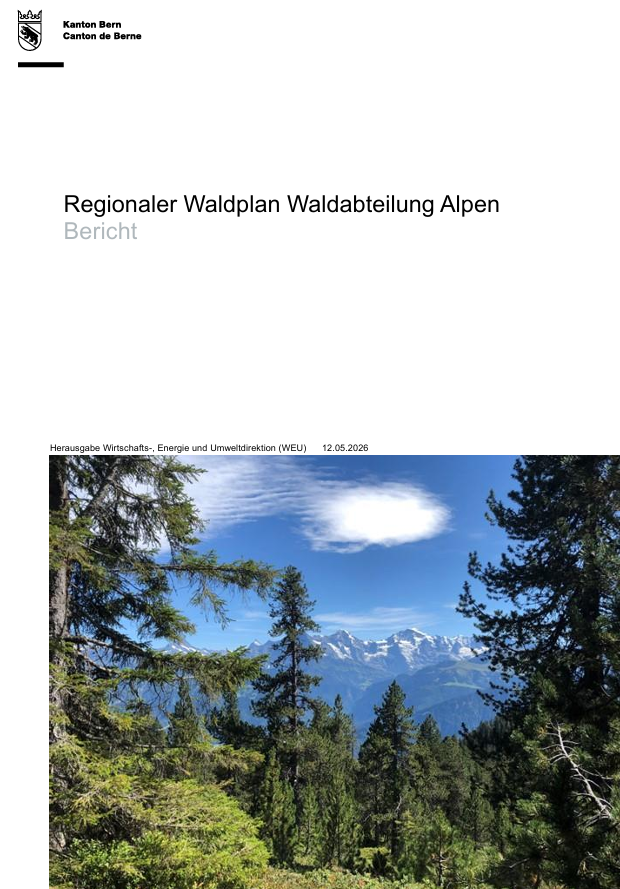 Kanton Bern
Canton de Berne
Regionaler Waldplan Waldabteilung Alpen
Bericht
Herausgabe Wirtschafts-, Energie und Umweltdirektion (WEU) 12.05.2026